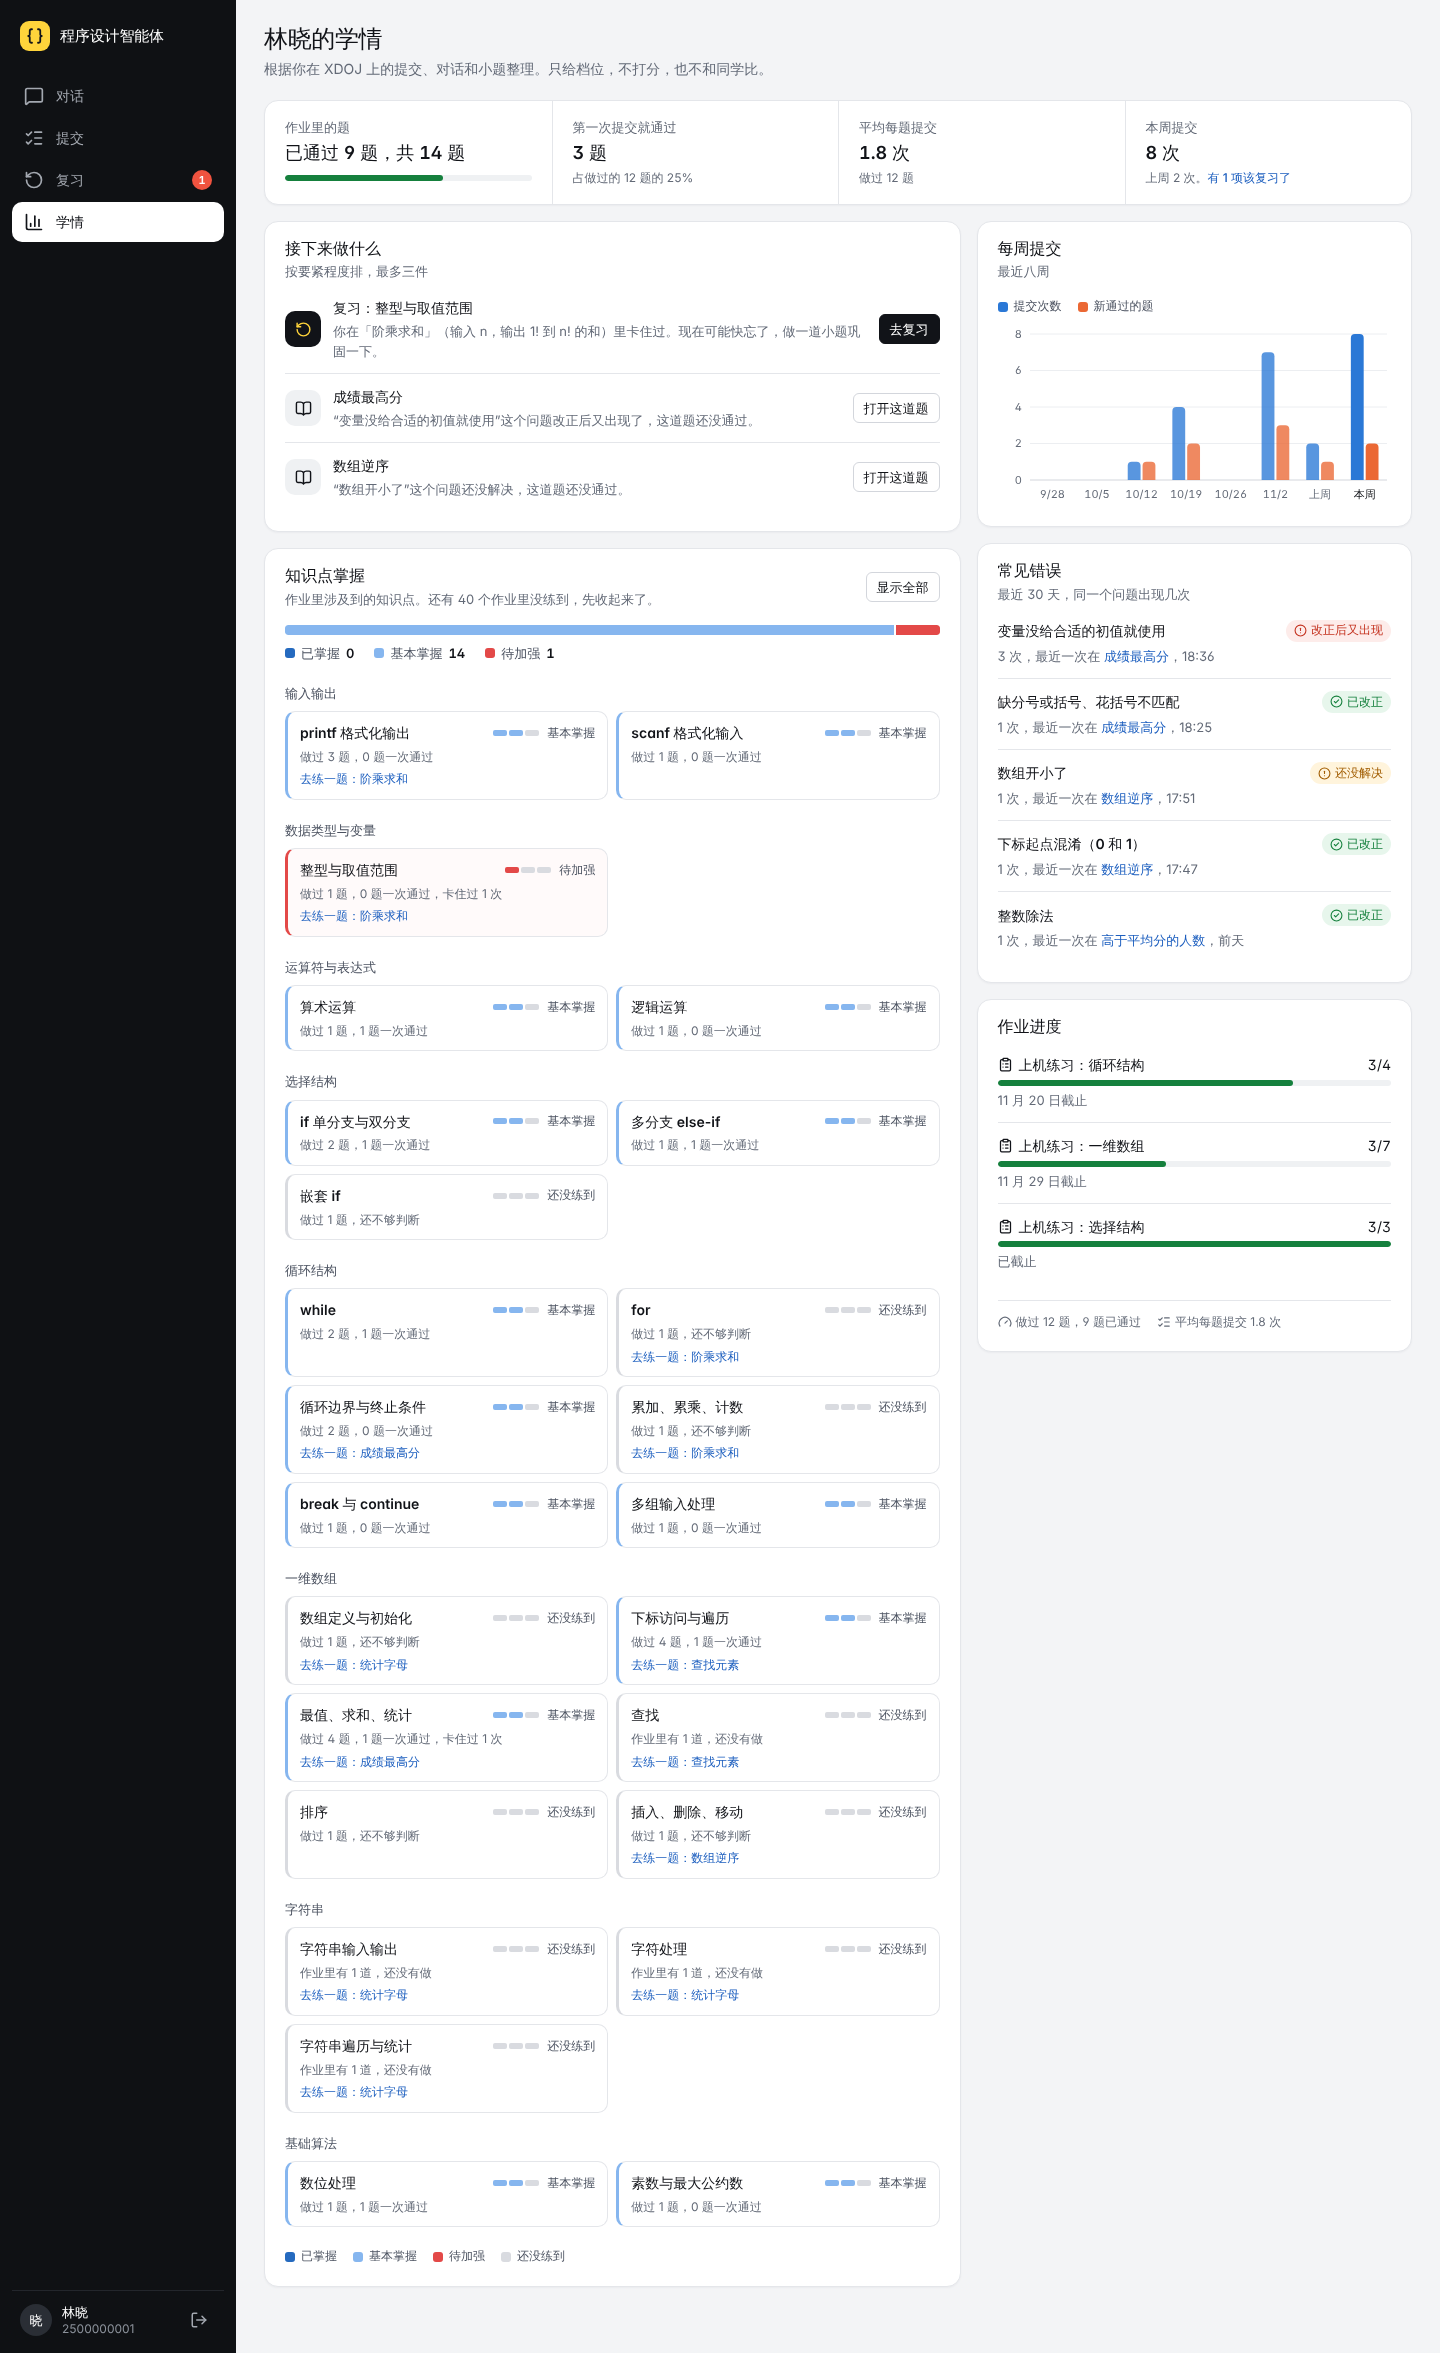 程序设计智能体
对话
提交
复习
1
学情
林晓
晓
2500000001
林晓的学情
根据你在 XDOJ 上的提交、对话和小题整理。只给档位，不打分，也不和同学比。
作业里的题
已通过 9 题，共 14 题
第一次提交就通过
3 题
占做过的 12 题的 25%
平均每题提交
1.8 次
做过 12 题
本周提交
8 次
上周 2 次。有 1 项该复习了
接下来做什么
按要紧程度排，最多三件
复习：整型与取值范围
你在「阶乘求和」（输入 n，输出 1! 到 n! 的和）里卡住过。现在可能快忘了，做一道小题巩
固一下。
去复习
成绩最高分
“变量没给合适的初值就使用”这个问题改正后又出现了，这道题还没通过。
打开这道题
数组逆序
“数组开小了”这个问题还没解决，这道题还没通过。
打开这道题
知识点掌握
作业里涉及到的知识点。还有 40 个作业里没练到，先收起来了。
显示全部
已掌握 0
基本掌握 14
待加强 1
输入输出
printf 格式化输出
基本掌握
做过 3 题，0 题一次通过
去练一题：阶乘求和
scanf 格式化输入
基本掌握
做过 1 题，0 题一次通过
数据类型与变量
整型与取值范围
待加强
做过 1 题，0 题一次通过，卡住过 1 次
去练一题：阶乘求和
运算符与表达式
算术运算
基本掌握
做过 1 题，1 题一次通过
逻辑运算
基本掌握
做过 1 题，0 题一次通过
选择结构
if 单分支与双分支
基本掌握
做过 2 题，1 题一次通过
多分支 else-if
基本掌握
做过 1 题，1 题一次通过
嵌套 if
还没练到
做过 1 题，还不够判断
循环结构
while
基本掌握
做过 2 题，1 题一次通过
for
还没练到
做过 1 题，还不够判断
去练一题：阶乘求和
循环边界与终止条件
基本掌握
做过 2 题，0 题一次通过
去练一题：成绩最高分
累加、累乘、计数
还没练到
做过 1 题，还不够判断
去练一题：阶乘求和
break 与 continue
基本掌握
做过 1 题，0 题一次通过
多组输入处理
基本掌握
做过 1 题，0 题一次通过
一维数组
数组定义与初始化
还没练到
做过 1 题，还不够判断
去练一题：统计字母
下标访问与遍历
基本掌握
做过 4 题，1 题一次通过
去练一题：查找元素
最值、求和、统计
基本掌握
做过 4 题，1 题一次通过，卡住过 1 次
去练一题：成绩最高分
查找
还没练到
作业里有 1 道，还没有做
去练一题：查找元素
排序
还没练到
做过 1 题，还不够判断
插入、删除、移动
还没练到
做过 1 题，还不够判断
去练一题：数组逆序
字符串
字符串输入输出
还没练到
作业里有 1 道，还没有做
去练一题：统计字母
字符处理
还没练到
作业里有 1 道，还没有做
去练一题：统计字母
字符串遍历与统计
还没练到
作业里有 1 道，还没有做
去练一题：统计字母
基础算法
数位处理
基本掌握
做过 1 题，1 题一次通过
素数与最大公约数
基本掌握
做过 1 题，0 题一次通过
已掌握
基本掌握
待加强
还没练到
每周提交
最近八周
提交次数
新通过的题
8
6
4
2
0
9/28
10/5
10/12
10/19
10/26
11/2
上周
本周
常见错误
最近 30 天，同一个问题出现几次
变量没给合适的初值就使用
改正后又出现
3 次，最近一次在 成绩最高分，18:36
缺分号或括号、花括号不匹配
已改正
1 次，最近一次在 成绩最高分，18:25
数组开小了
还没解决
1 次，最近一次在 数组逆序，17:51
下标起点混淆（0 和 1）
已改正
1 次，最近一次在 数组逆序，17:47
整数除法
已改正
1 次，最近一次在 高于平均分的人数，前天
作业进度
上机练习：循环结构
3/4
11 月 20 日截止
上机练习：一维数组
3/7
11 月 29 日截止
上机练习：选择结构
3/3
已截止
做过 12 题，9 题已通过
平均每题提交 1.8 次